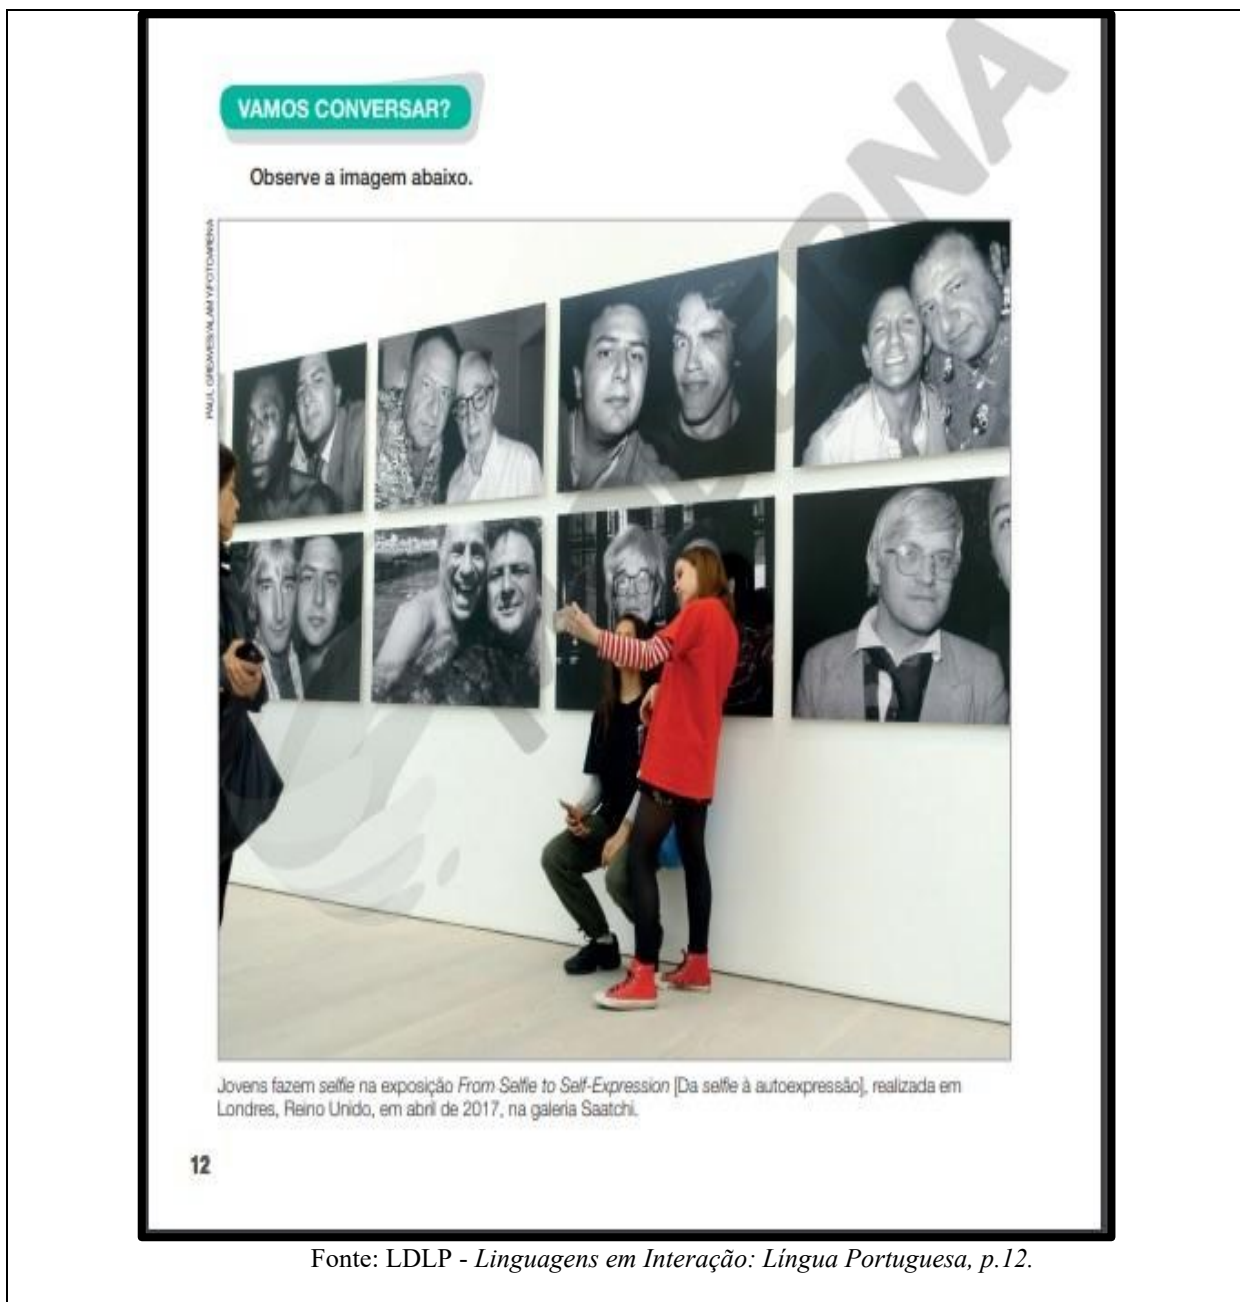 VAMOS CONVERSAR?
Observe a imagem abaixo.
PAUL GREAVES/ALAMY/FOTOARENA
Jovens fazem selfie na exposição From Selfie to Self-Expression [Da selfie à autoexpressão], realizada em
Londres, Reino Unido, em abril de 2017, na galeria Saatchi.
12
Fonte: LDLP - Linguagens em Interação: Língua Portuguesa, p.12.